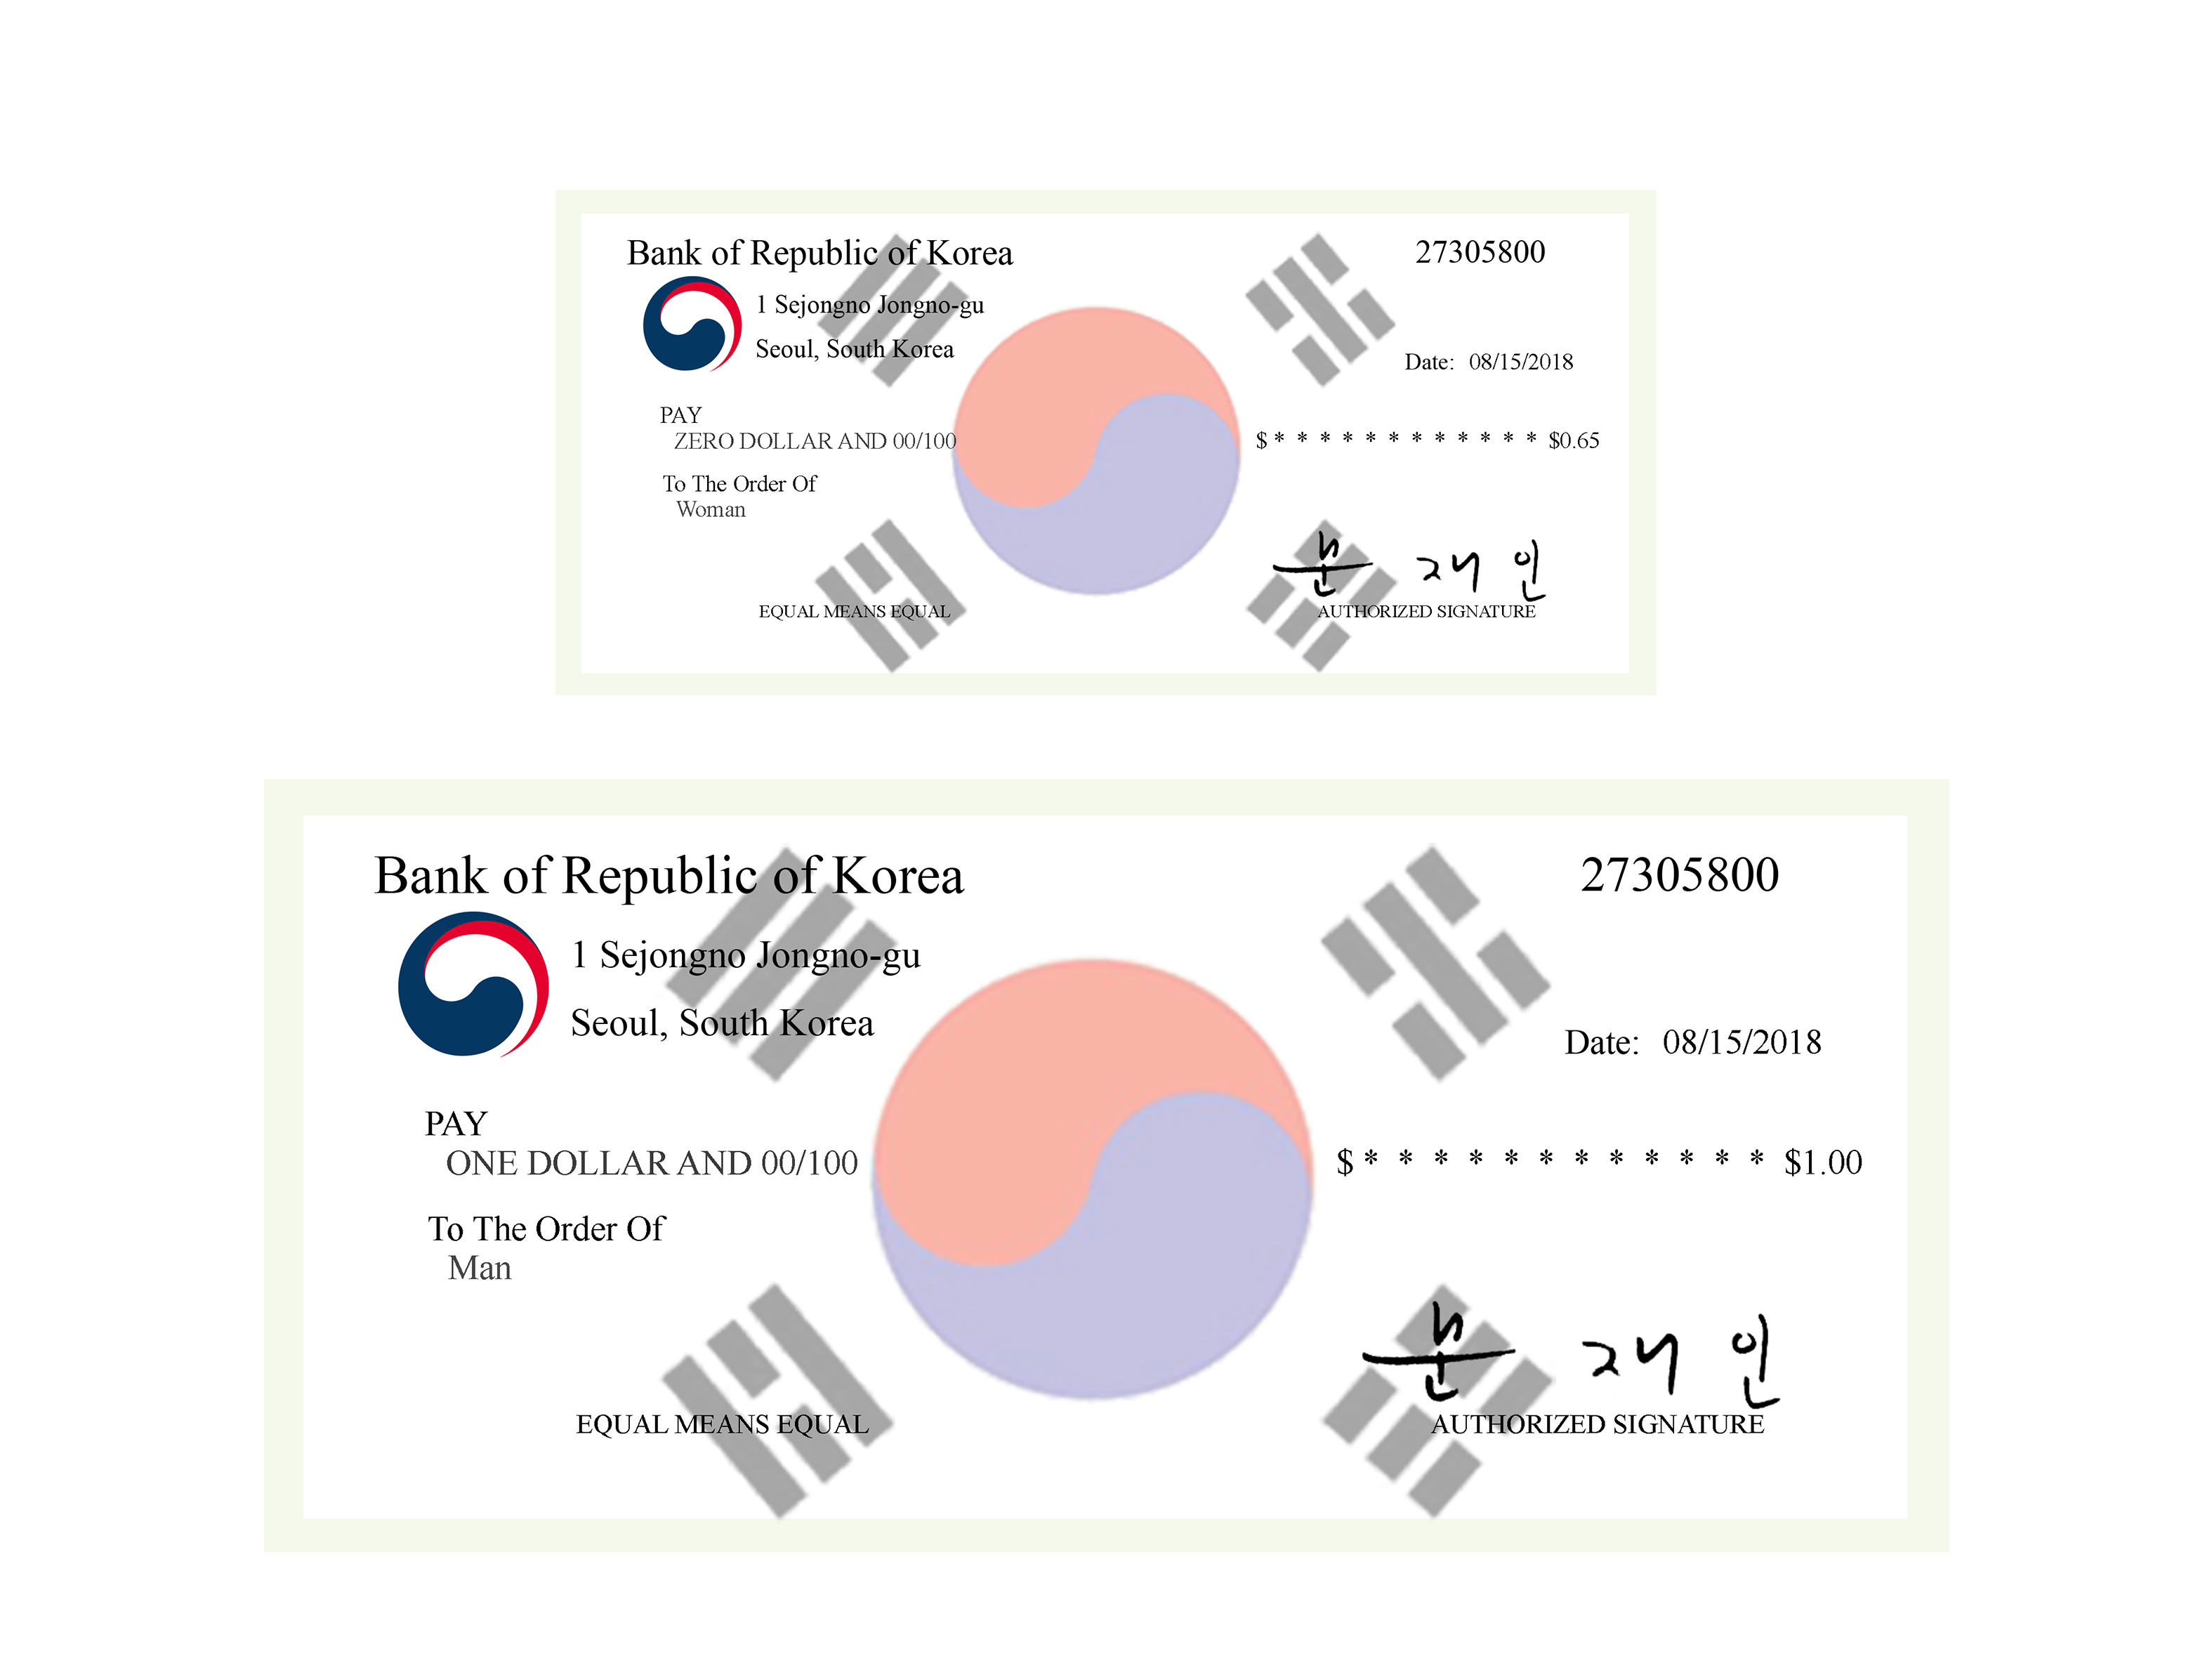 Bank of Republic of Korea
27305800
1 Sejongno Jongno-gu
Seoul, South Korea
Date: 08/15/2018
PAY
ZERO DOLLAR AND 00/100
$ * * * * * * * * * * * * $0.65
To The Order Of
Woman
문 재 인
EQUAL MEANS EQUAL
AUTHORIZED SIGNATURE
Bank of Republic of Korea
27305800
1 Sejongno Jongno-gu
Seoul, South Korea
Date: 08/15/2018
PAY
ONE DOLLAR AND 00/100
$ * * * * * * * * * * * * $1.00
To The Order Of
Man
문 재 인
EQUAL MEANS EQUAL
AUTHORIZED SIGNATURE